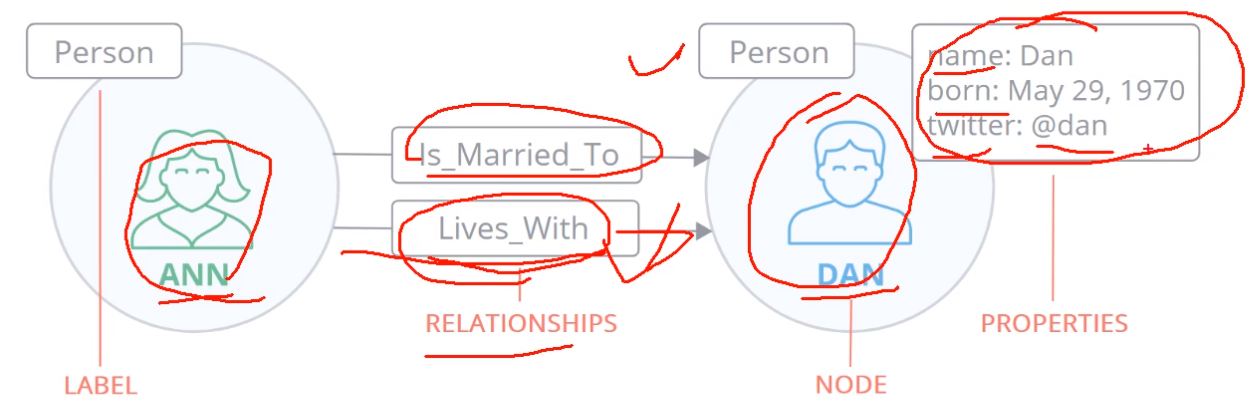 Person
Person
name: Dan
born: May 29, 1970
twitter: @dan
Is_Married_To
Lives_With
ANN
DAN
RELATIONSHIPS
PROPERTIES
LABEL
NODE